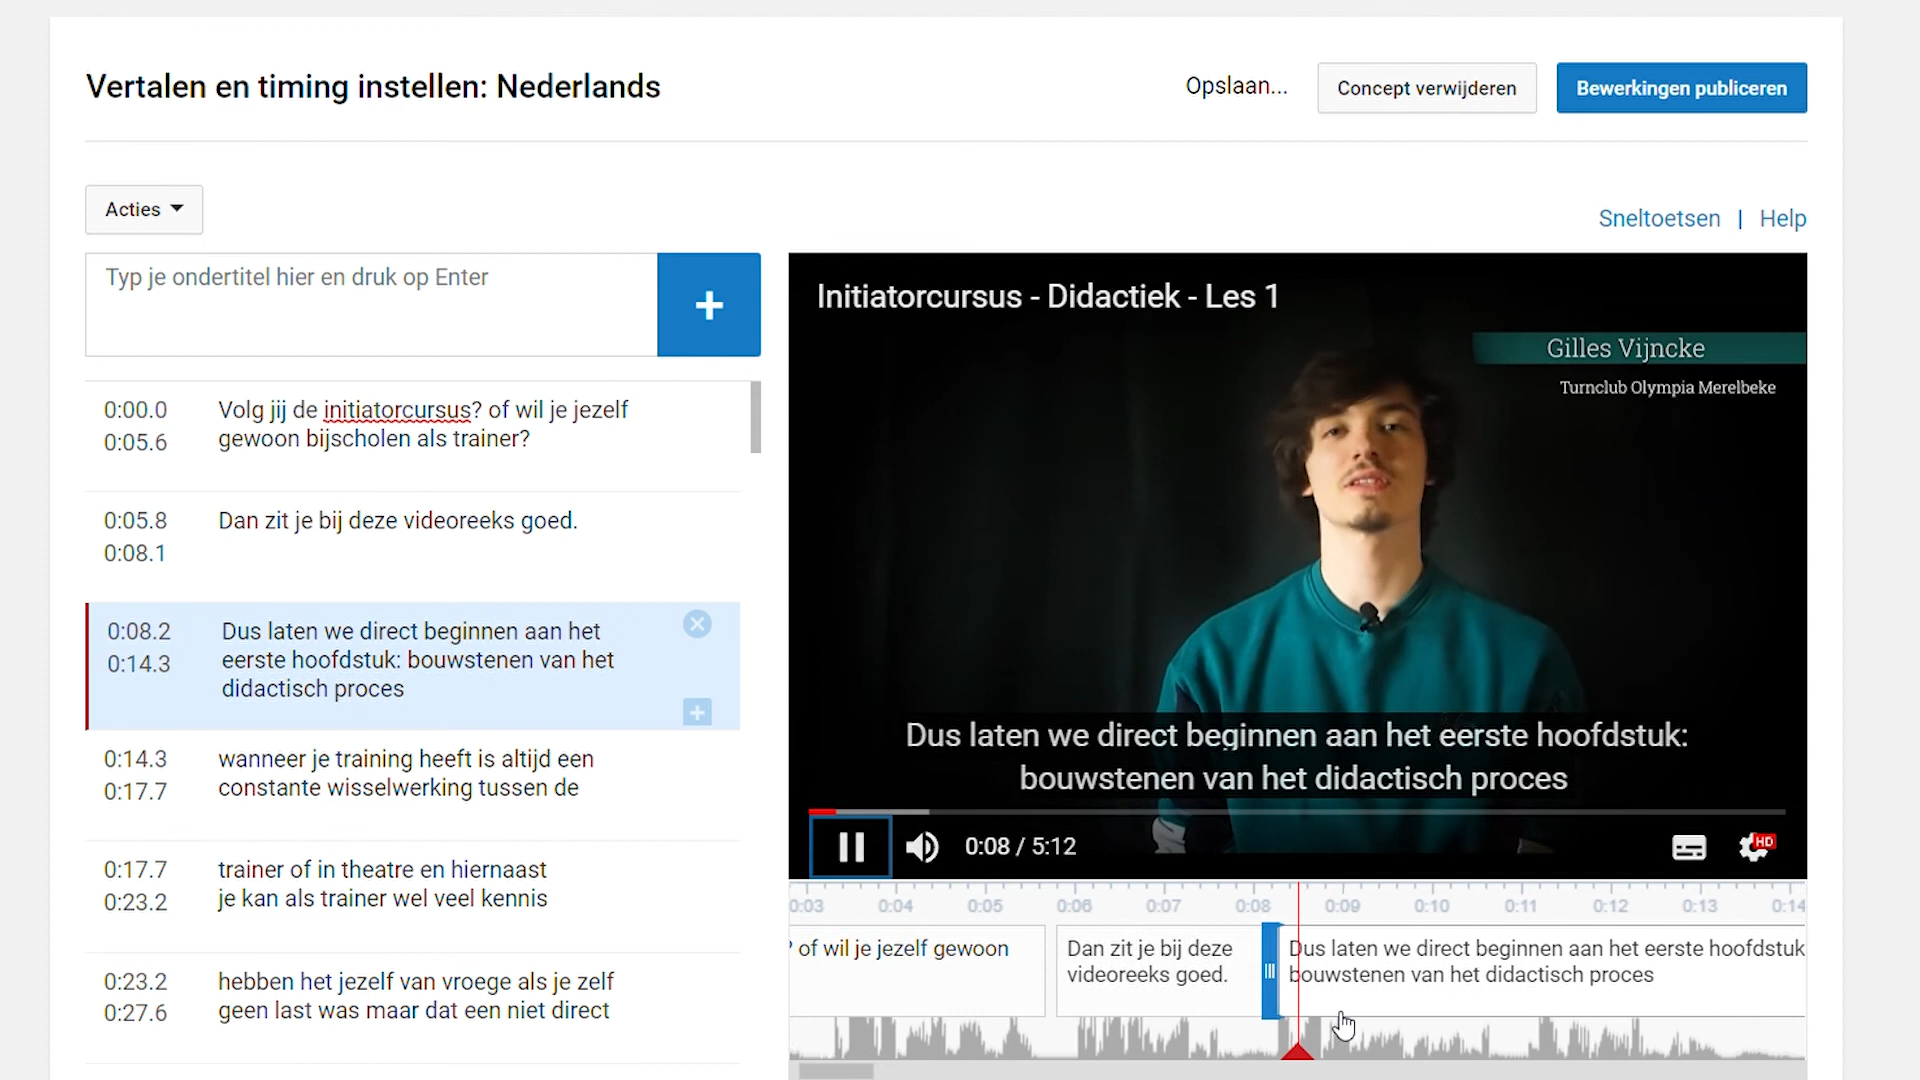 Vertalen en timing instellen: Nederlands
Opslaan...
Concept verwijderen
Bewerkingen publiceren
Acties
Sneltoetsen | Help
Typ je ondertitel hier en druk op Enter
+
0:00.0
0:05.6
Volg jij de initiatorcursus? of wil je jezelf
gewoon bijscholen als trainer?
0:05.8
0:08.1
Dan zit je bij deze videoreeks goed.
0:08.2
0:14.3
Dus laten we direct beginnen aan het
eerste hoofdstuk: bouwstenen van het
didactisch proces
0:14.3
0:17.7
wanneer je training heeft is altijd een
constante wisselwerking tussen de
0:17.7
0:23.2
trainer of in theatre en hiernaast
je kan als trainer wel veel kennis
0:23.2
0:27.6
hebben het jezelf van vroege als je zelf
geen last was maar dat een niet direct
Initiatorcursus - Didactiek - Les 1
Gilles Vijncke
Turnclub Olympia Merelbeke
Dus laten we direct beginnen aan het eerste hoofdstuk:
bouwstenen van het didactisch proces
0:08 / 5:12
HD
0:03 0:04 0:05 0:06 0:07 0:08 0:09 0:10 0:11 0:12 0:13 0:14
? of wil je jezelf gewoon
Dan zit je bij deze
videoreeks goed.
Dus laten we direct beginnen aan het eerste hoofdstuk
bouwstenen van het didactisch proces